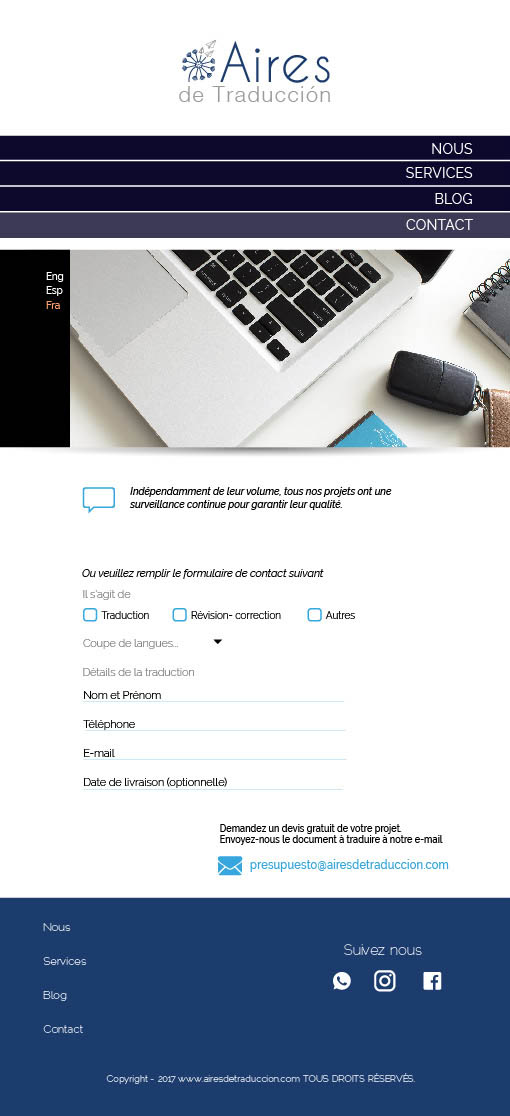 Aires
de Traducción
NOUS
SERVICES
BLOG
CONTACT
Eng
Esp
Fra
Indépendamment de leur volume, tous nos projets ont une
surveillance continue pour garantir leur qualité.
Ou veuillez remplir le formulaire de contact suivant
Il s'agit de
Traduction Révision- correction Autres
Coupe de langues...
Détails de la traduction
Nom et Prénom
Téléphone
E-mail
Date de livraison (optionnelle)
Demandez un devis gratuit de votre projet.
Envoyez-nous le document à traduire à notre e-mail
presupuesto@airesdetraduccion.com
Nous
Services
Blog
Contact
Suivez nous
Copyright - 2017 www.airesdetraduccion.com TOUS DROITS RÉSERVÉS.